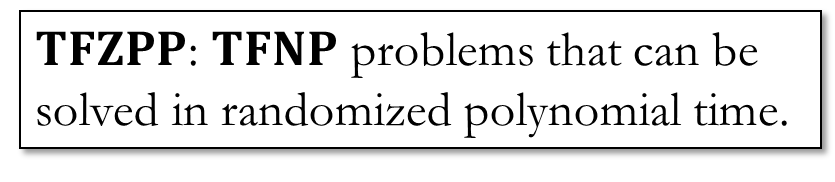 TFZPP: TFNP problems that can be
solved in randomized polynomial time.